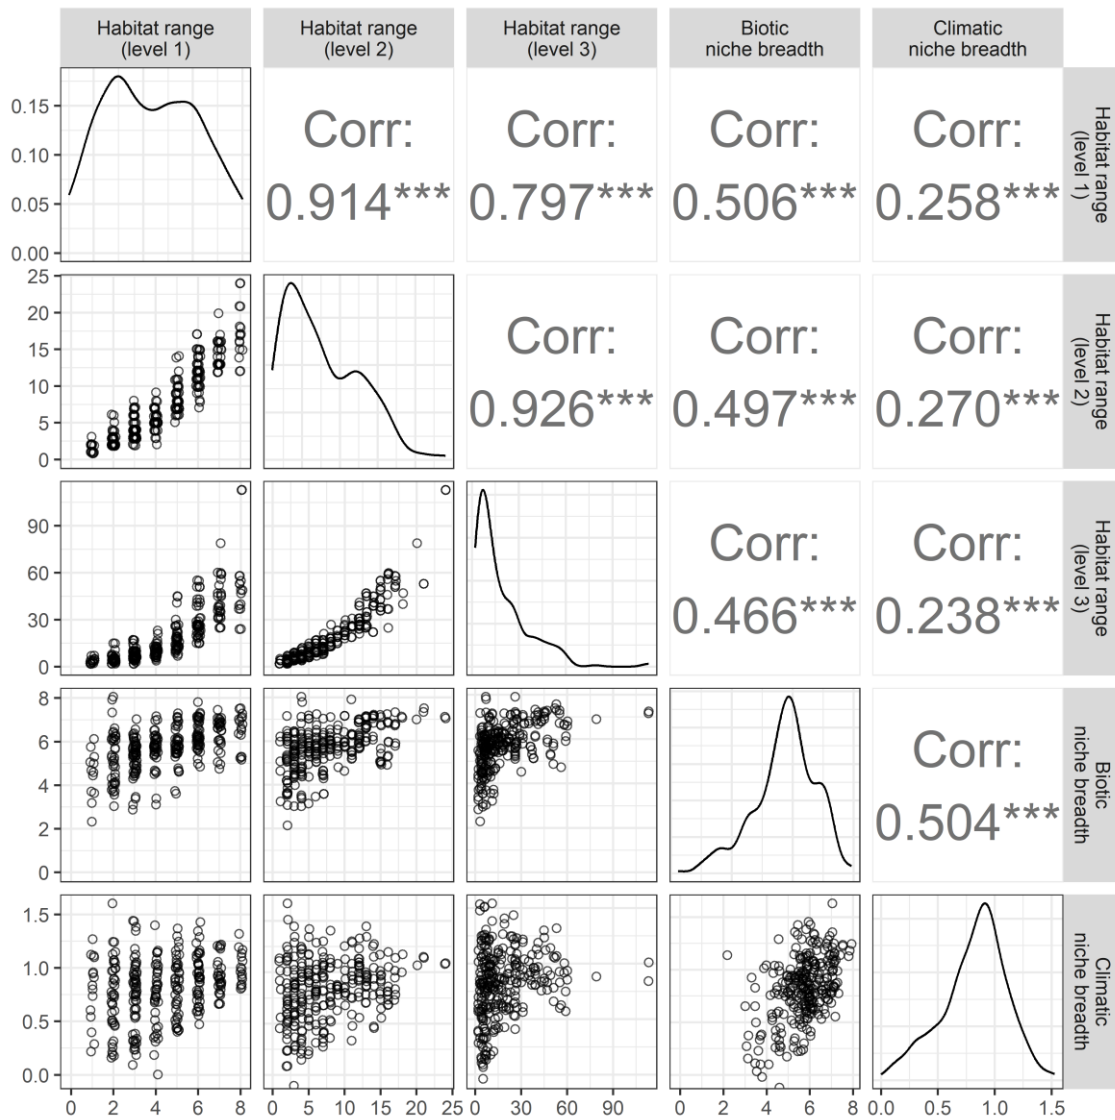 Habitat range
(level 1)
Habitat range
(level 2)
Habitat range
(level 3)
Biotic
niche breadth
Climatic
niche breadth
0.15
0.10
0.05
0.00
Corr:
0.914***
Corr:
0.797***
Corr:
0.506***
Corr:
0.258***
Habitat range
(level 1)
25
20
15
10
5
0
Corr:
0.926***
Corr:
0.497***
Corr:
0.270***
Habitat range
(level 2)
90
60
30
0
Corr:
0.466***
Corr:
0.238***
Habitat range
(level 3)
8
6
4
2
0
Corr:
0.504***
Biotic
niche breadth
1.5
1.0
0.5
0.0
Climatic
niche breadth
0 2 4 6 8
0 5 10 15 20 25
0 30 60 90
0 2 4 6 8
0.0 0.5 1.0 1.5